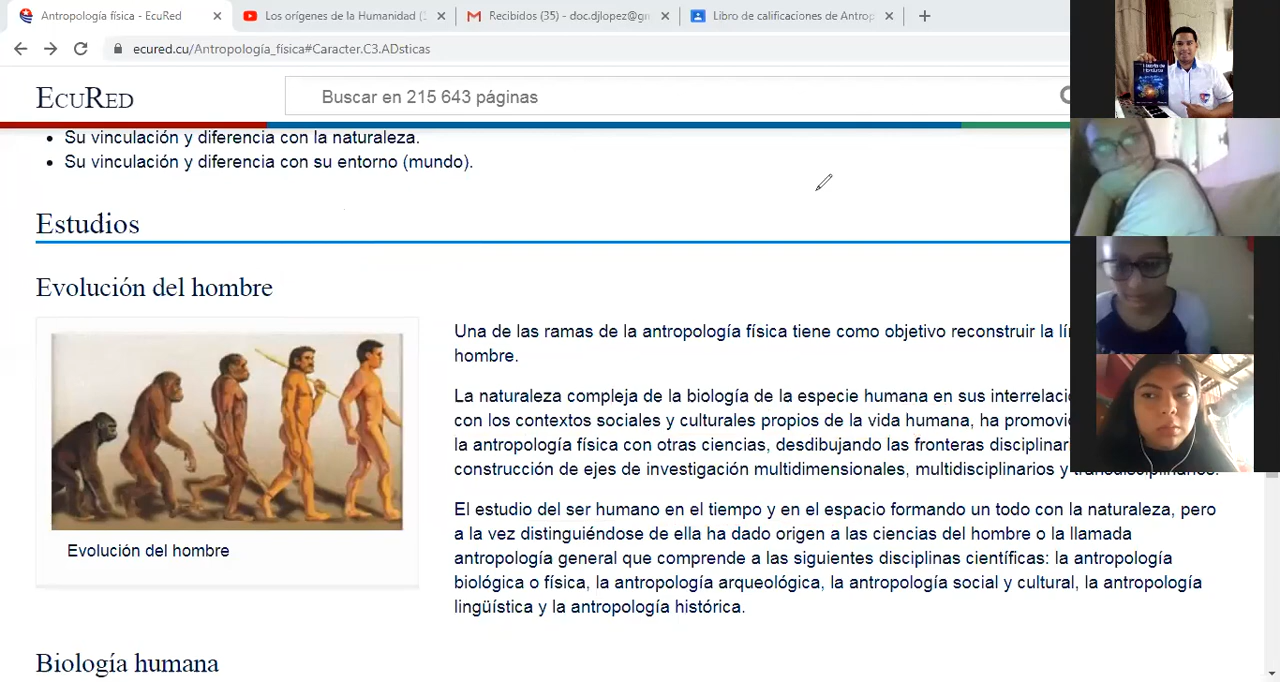 Antropología física - EcuRed
Los orígenes de la Humanidad (
Recibidos (35) - doc.djlopez@gm
Libro de calificaciones de Antrop
ecured.cu/Antropología_física#Caracter.C3.ADsticas
EcuRed
Buscar en 215 643 páginas
Su vinculación y diferencia con la naturaleza.
Su vinculación y diferencia con su entorno (mundo).
Estudios
Evolución del hombre
Una de las ramas de la antropología física tiene como objetivo reconstruir la
hombre.
La naturaleza compleja de la biología de la especie humana en sus
con los contextos sociales y culturales propios de la vida humana, ha
la antropología física con otras ciencias, desdibujando las fronteras
construcción de ejes de investigación multidimensionales, multidisciplinarios y transdisciplinarios.
El estudio del ser humano en el tiempo y en el espacio formando un todo con la naturaleza, pero
a la vez distinguiéndose de ella ha dado origen a las ciencias del hombre o la llamada
antropología general que comprende a las siguientes disciplinas científicas: la antropología
biológica o física, la antropología arqueológica, la antropología social y cultural, la antropología
lingüística y la antropología histórica.
Evolución del hombre
Biología humana